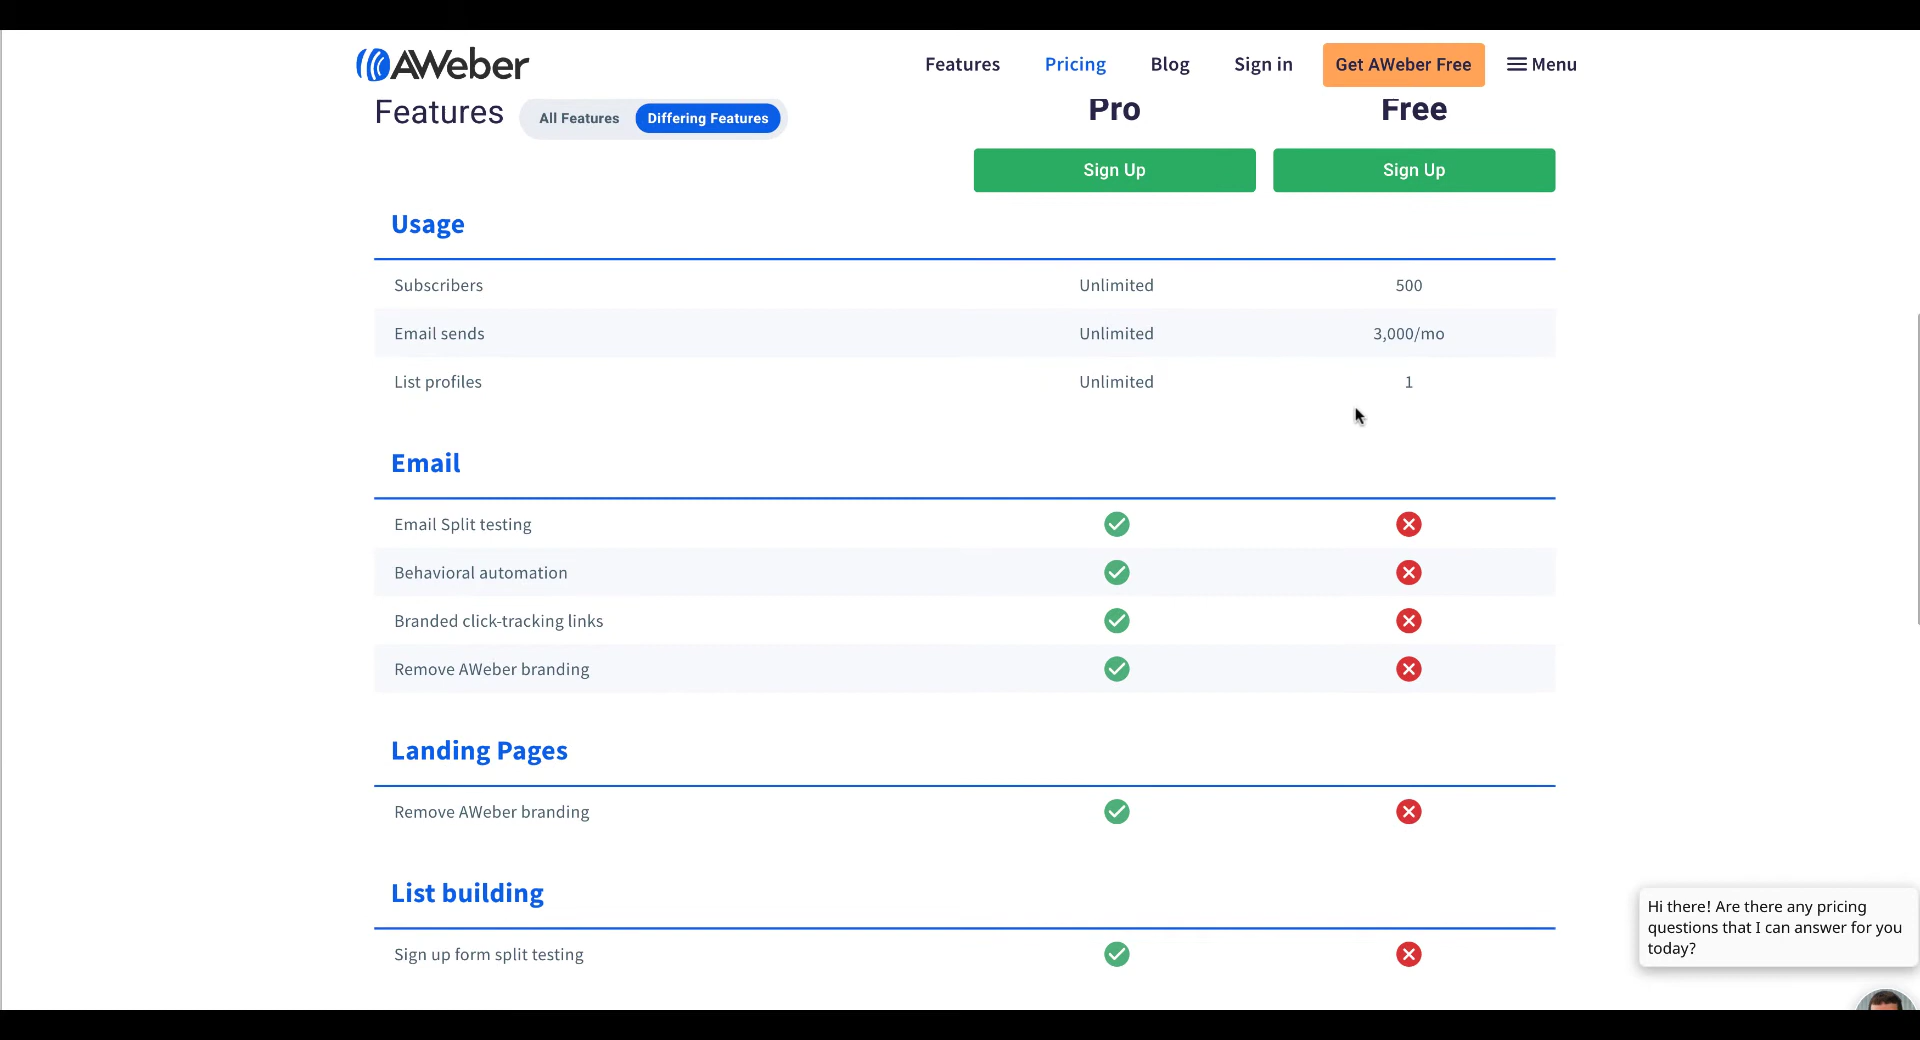 AWeber
Features
Pricing
Blog
Sign in
Get AWeber Free
Menu
Features
All Features
Differing Features
Pro
Free
Sign Up
Sign Up
Usage
Subscribers Unlimited 500
Email sends Unlimited 3,000/mo
List profiles Unlimited 1
Email
Email Split testing
Behavioral automation
Branded click-tracking links
Remove AWeber branding
Landing Pages
Remove AWeber branding
List building
Sign up form split testing
Hi there! Are there any pricing
questions that I can answer for you
today?